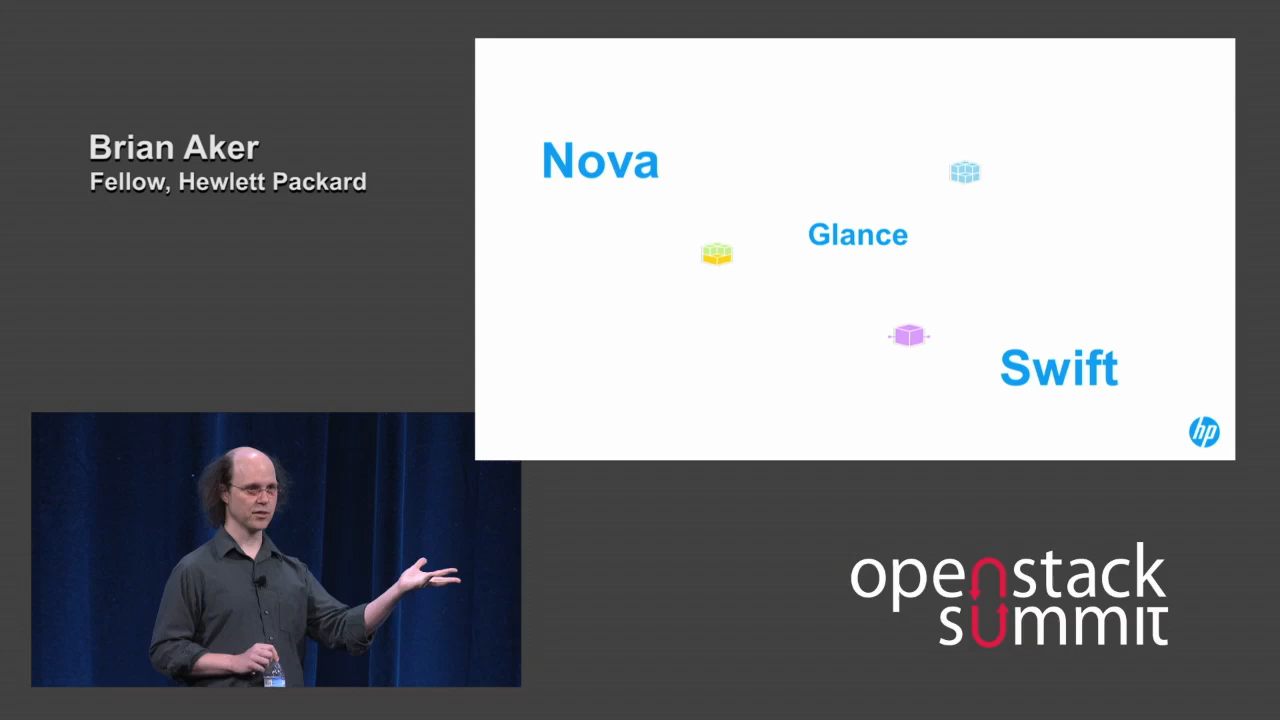 Brian Aker
Fellow, Hewlett Packard
Nova
Glance
Swift
hp
openstack
summit